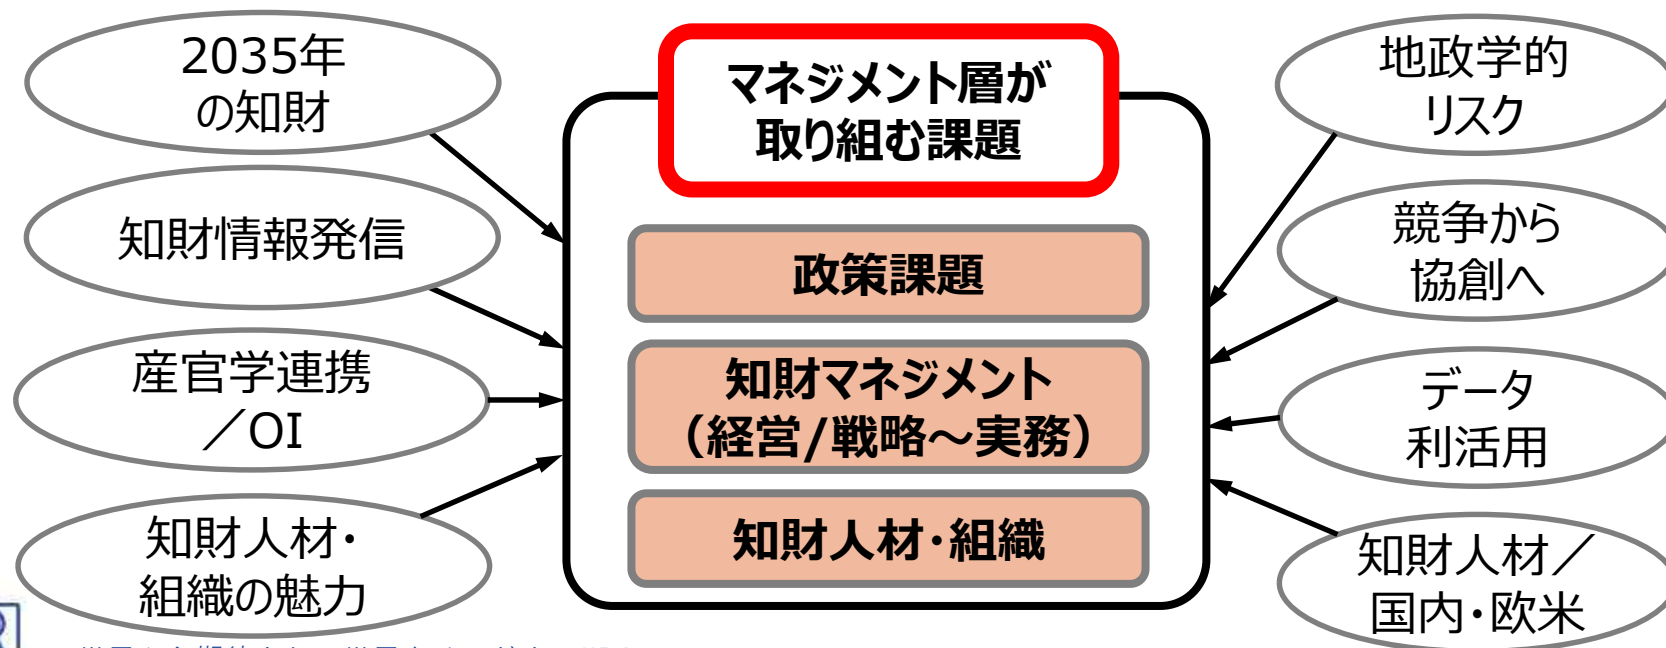 2035年
の知財
知財情報発信
産官学連携
／OI
知財人材・
組織の魅力
マネジメント層が
取り組む課題
政策課題
知財マネジメント
（経営/戦略～実務）
知財人材・組織
地政学的
リスク
競争から
協創へ
データ
利活用
知財人材／
国内・欧米